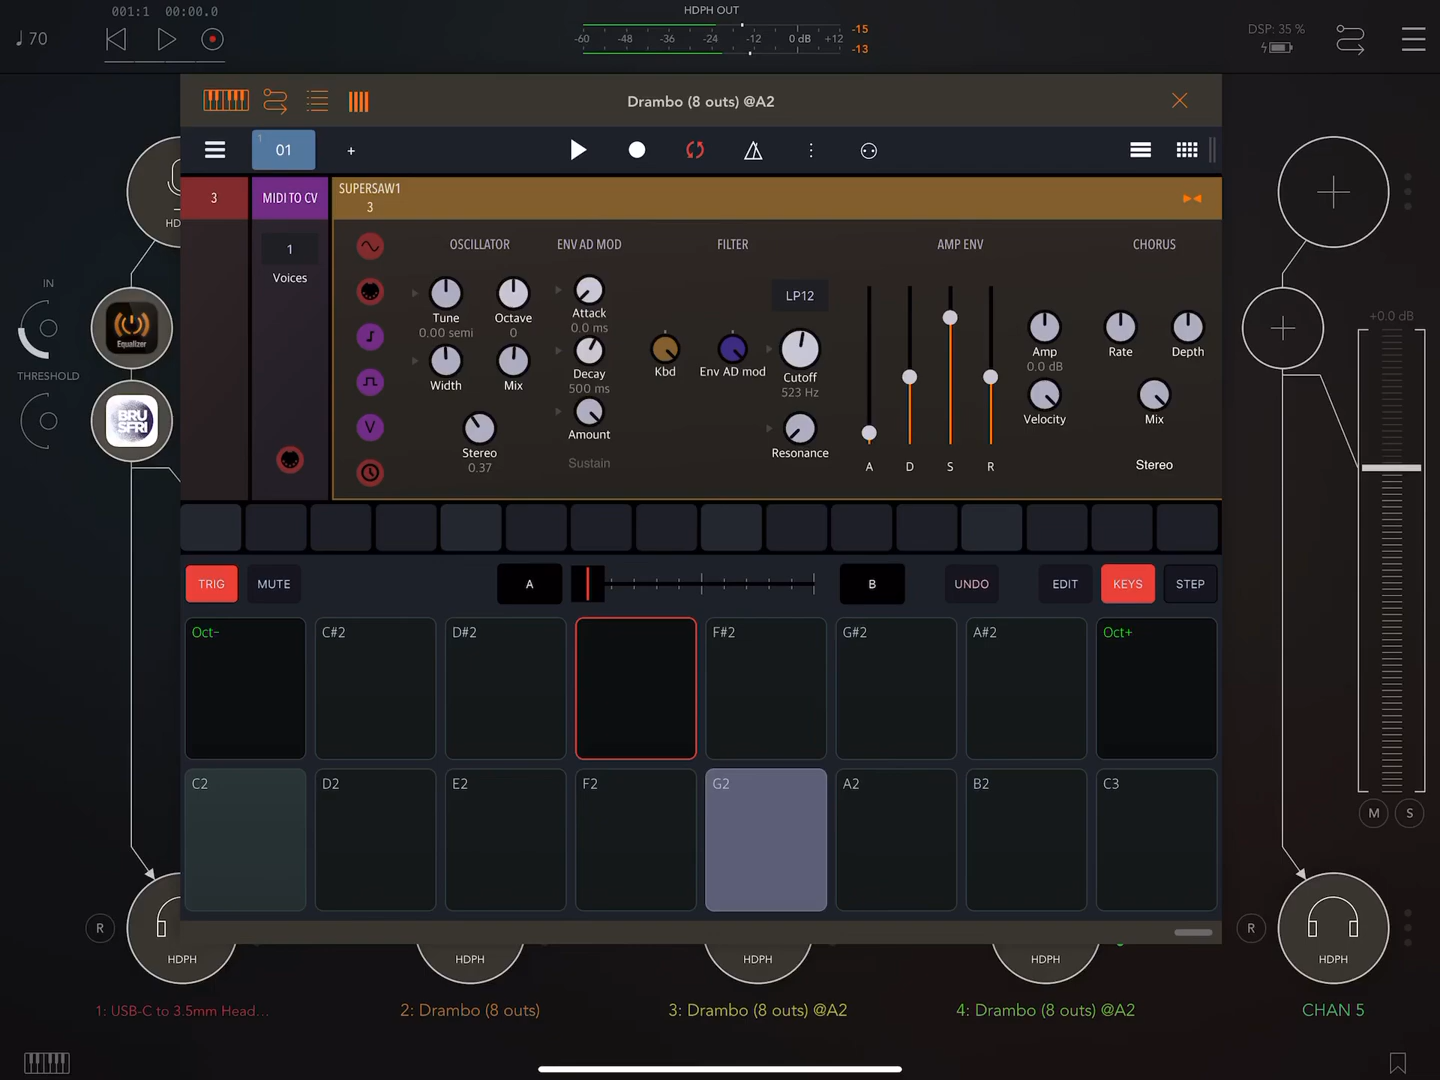 001:1 00:00.0
HDPH OUT
♩70
-60 -48 -36 -24 -12 0 dB +12
-15
-13
DSP: 35 %
Drambo (8 outs) @A2
1
01
+
3
MIDI TO CV
SUPERSAW1
3
HD
1
Voices
OSCILLATOR
ENV AD MOD
FILTER
AMP ENV
CHORUS
LP12
Tune
0.00 semi
Octave
0
Attack
0.0 ms
Width
Mix
Decay
500 ms
Kbd
Env AD mod
Cutoff
523 Hz
Amp
0.0 dB
Rate
Depth
Stereo
0.37
Amount
Sustain
Resonance
A
D
S
R
Velocity
Mix
Stereo
V
IN
THRESHOLD
Equalizer
BRU
SFRI
+0.0 dB
TRIG
MUTE
A
B
UNDO
EDIT
KEYS
STEP
Oct-
C#2
D#2
F#2
G#2
A#2
Oct+
C2
D2
E2
F2
G2
A2
B2
C3
M
S
R
HDPH
HDPH
HDPH
HDPH
R
HDPH
1: USB-C to 3.5mm Head...
2: Drambo (8 outs)
3: Drambo (8 outs) @A2
4: Drambo (8 outs) @A2
CHAN 5